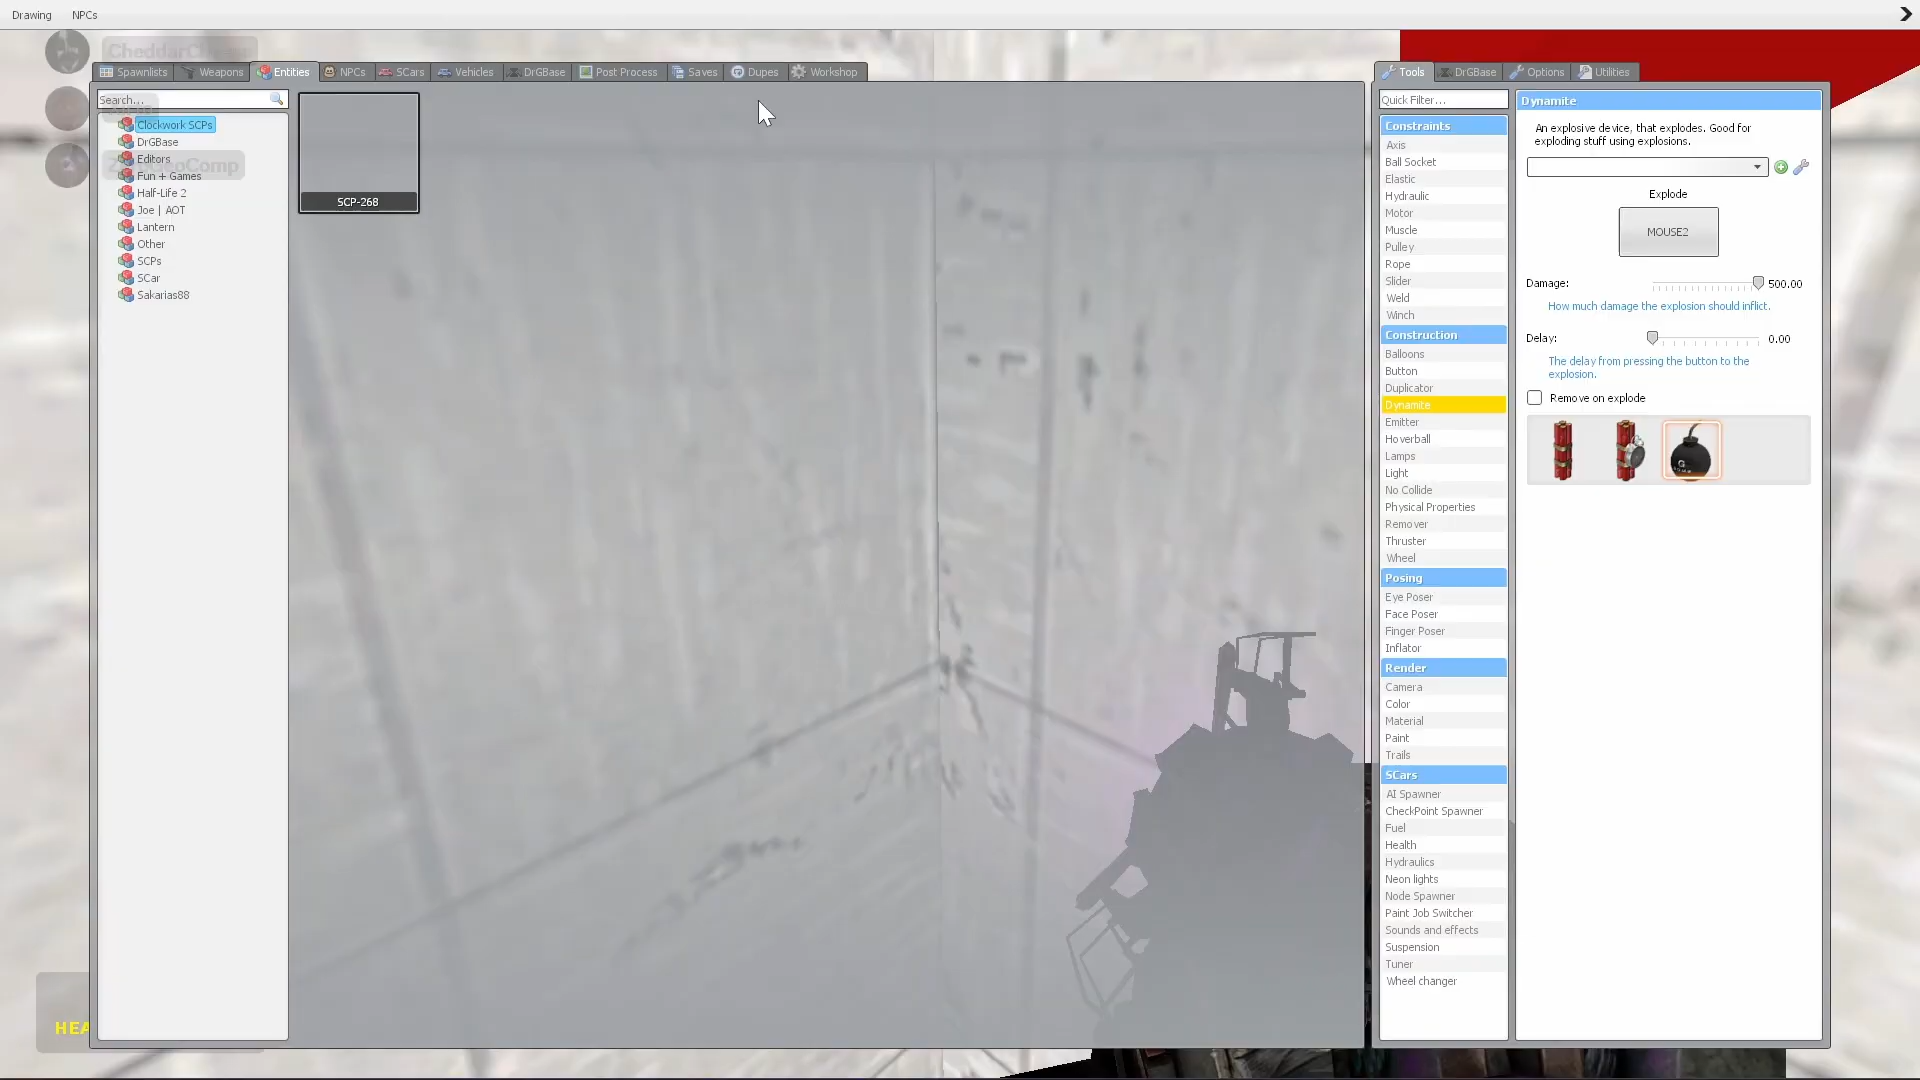 Drawing NPCs
CheddarCh
Spawnlists Weapons Entities NPCs SCars Vehicles DrGBase Post Process Saves Dupes Workshop
Search...
Clockwork SCPs
DrGBase
Editors
Fun + Games
Half-Life 2
Joe | AOT
Lantern
Other
SCPs
SCar
Sakarias88
SCP-268
HEA
Tools DrGBase Options Utilities
Quick Filter...
Constraints
Axis
Ball Socket
Elastic
Hydraulic
Motor
Muscle
Pulley
Rope
Slider
Weld
Winch
Construction
Balloons
Button
Duplicator
Dynamite
Emitter
Hoverball
Lamps
Light
No Collide
Physical Properties
Remover
Thruster
Wheel
Posing
Eye Poser
Face Poser
Finger Poser
Inflator
Render
Camera
Color
Material
Paint
Trails
SCars
AI Spawner
CheckPoint Spawner
Fuel
Health
Hydraulics
Neon lights
Node Spawner
Paint Job Switcher
Sounds and effects
Suspension
Tuner
Wheel changer
Dynamite
An explosive device, that explodes. Good for
exploding stuff using explosions.
Explode
MOUSE2
Damage: 500.00
How much damage the explosion should inflict.
Delay: 0.00
The delay from pressing the button to the
explosion.
Remove on explode